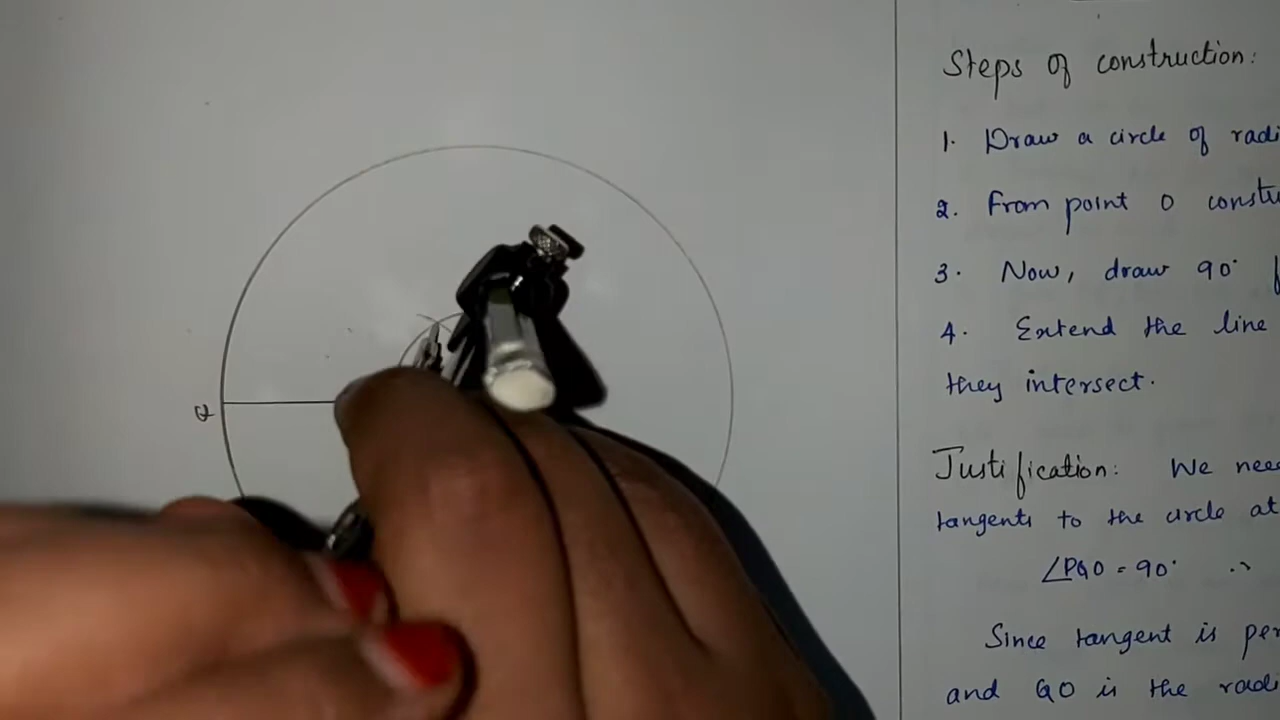 Q
Steps of construction:
1. Draw a circle of radi
2. From point O constu
3. Now, draw 90°
4. Extend the line
they intersect.
Justification: We nee
tangents to the circle at
∠PQO = 90° ∵
Since tangent is per
and QO is the radi